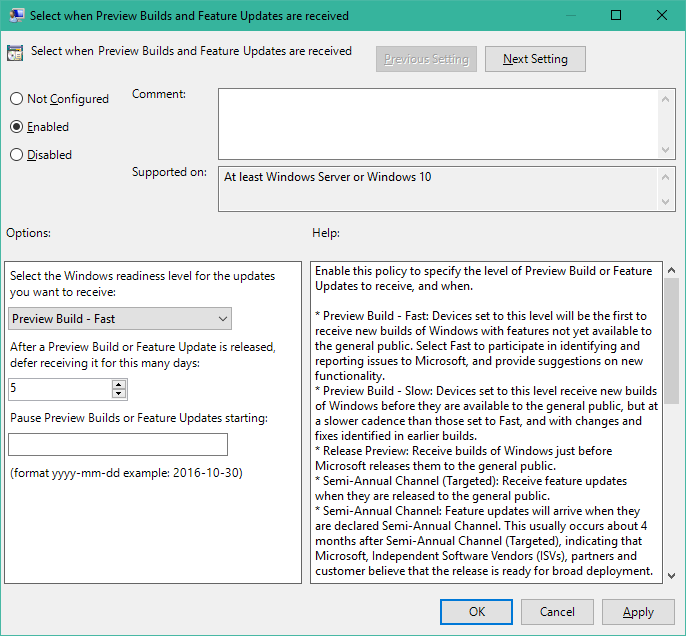 Select when Preview Builds and Feature Updates are received
Select when Preview Builds and Feature Updates are received
Previous Setting
Next Setting
Not Configured
Comment:
Enabled
Disabled
Supported on:
At least Windows Server or Windows 10
Options:
Help:
Select the Windows readiness level for the updates
you want to receive:
Preview Build - Fast
After a Preview Build or Feature Update is released,
defer receiving it for this many days:
5
Pause Preview Builds or Feature Updates starting:
(format yyyy-mm-dd example: 2016-10-30)
Enable this policy to specify the level of Preview Build or Feature
Updates to receive, and when.
* Preview Build - Fast: Devices set to this level will be the first to
receive new builds of Windows with features not yet available to
the general public. Select Fast to participate in identifying and
reporting issues to Microsoft, and provide suggestions on new
functionality.
* Preview Build - Slow: Devices set to this level receive new builds
of Windows before they are available to the general public, but at
a slower cadence than those set to Fast, and with changes and
fixes identified in earlier builds.
* Release Preview: Receive builds of Windows just before
Microsoft releases them to the general public.
* Semi-Annual Channel (Targeted): Receive feature updates
when they are released to the general public.
* Semi-Annual Channel: Feature updates will arrive when they
are declared Semi-Annual Channel. This usually occurs about 4
months after Semi-Annual Channel (Targeted), indicating that
Microsoft, Independent Software Vendors (ISVs), partners and
customer believe that the release is ready for broad deployment.
OK
Cancel
Apply